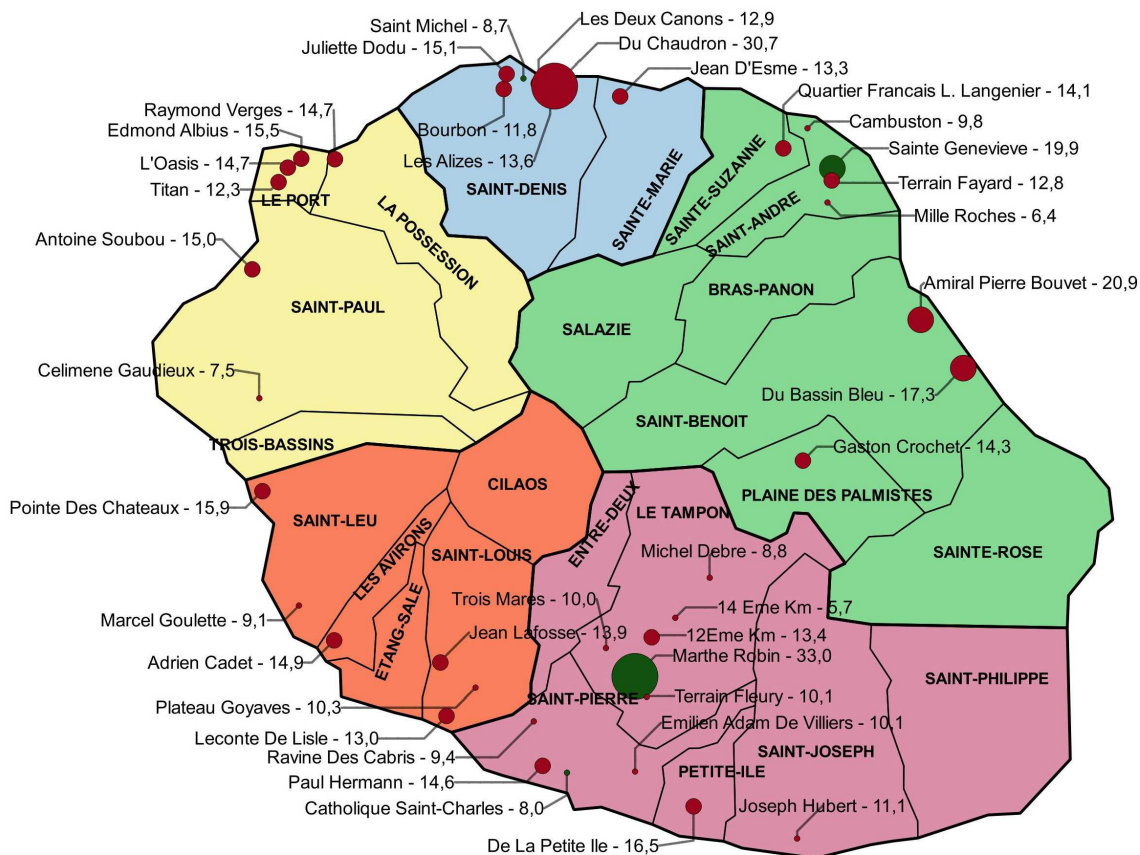 Saint Michel - 8,7
Les Deux Canons - 12,9
Juliette Dodu - 15,1
Du Chaudron - 30,7
Jean D'Esme - 13,3
Quartier Francais L. Langenier - 14,1
Raymond Verges - 14,7
Cambuston - 9,8
Edmond Albius - 15,5
Bourbon - 11,8
Sainte Genevieve - 19,9
L'Oasis - 14,7
Les Alizes - 13,6
Terrain Fayard - 12,8
Titan - 12,3
SAINT-DENIS
LE PORT
SAINTE-MARIE
SAINTE-SUZANNE
SAINT-ANDRE
Mille Roches - 6,4
LA POSSESSION
Antoine Soubou - 15,0
Amiral Pierre Bouvet - 20,9
BRAS-PANON
SAINT-PAUL
SALAZIE
Celimene Gaudieux - 7,5
Du Bassin Bleu - 17,3
SAINT-BENOIT
TROIS-BASSINS
Gaston Crochet - 14,3
CILAOS
PLAINE DES PALMISTES
Pointe Des Chateaux - 15,9
SAINT-LEU
ENTRE-DEUX
LE TAMPON
LES AVIRONS
SAINT-LOUIS
Michel Debre - 8,8
SAINTE-ROSE
Trois Mares - 10,0
14 Eme Km - 5,7
Marcel Goulette - 9,1
ETANG-SALE
Jean Lafosse - 13,9
12Eme Km - 13,4
Adrien Cadet - 14,9
Marthe Robin - 33,0
SAINT-PHILIPPE
SAINT-PIERRE
Terrain Fleury - 10,1
Plateau Goyaves - 10,3
Emilien Adam De Villiers - 10,1
Leconte De Lisle - 13,0
SAINT-JOSEPH
Ravine Des Cabris - 9,4
PETITE-ILE
Paul Hermann - 14,6
Catholique Saint-Charles - 8,0
Joseph Hubert - 11,1
De La Petite Ile - 16,5